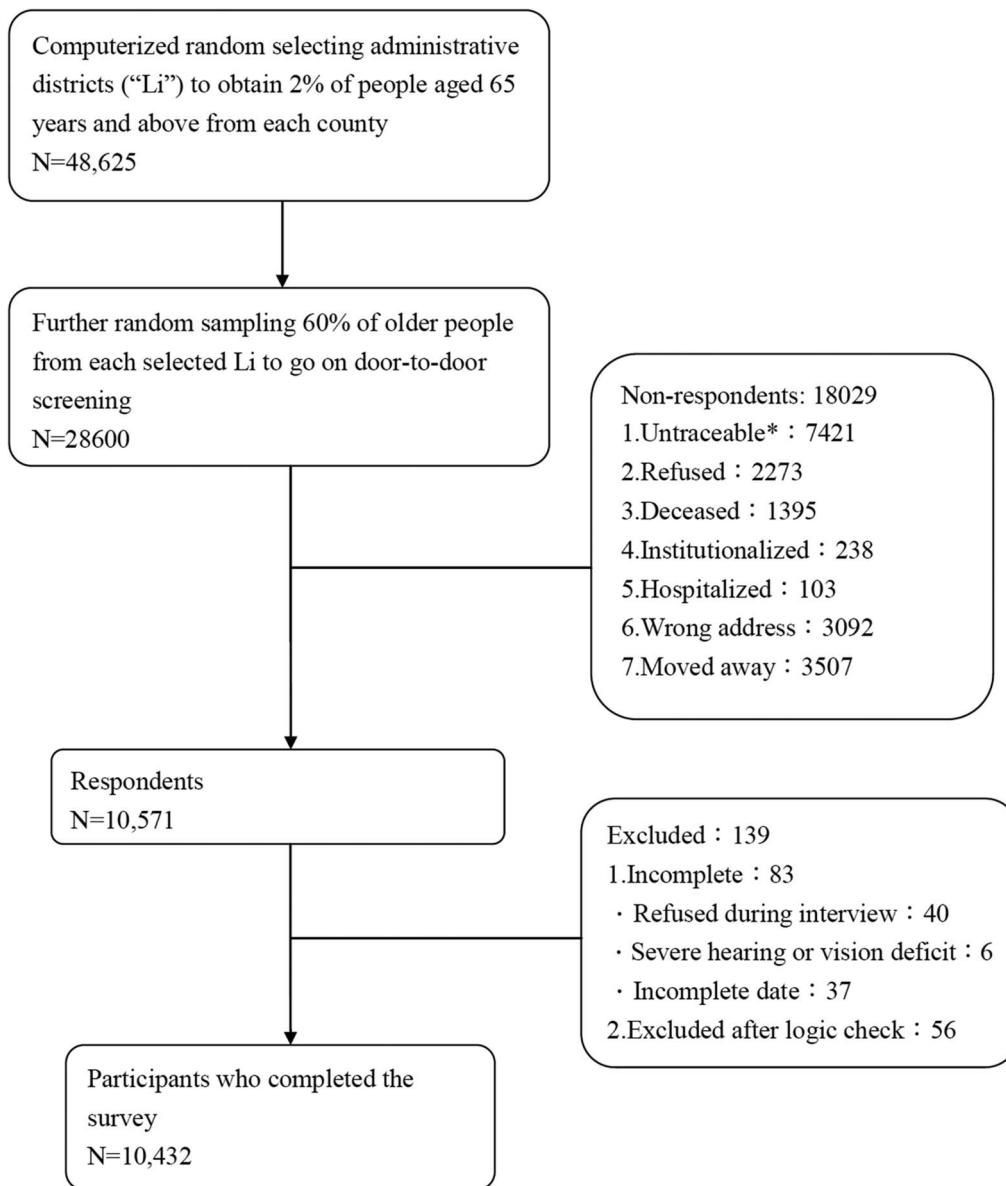 Computerized random selecting administrative
districts (“Li”) to obtain 2% of people aged 65
years and above from each county
N=48,625
Further random sampling 60% of older people
from each selected Li to go on door-to-door
screening
N=28600
Non-respondents: 18029
1.Untraceable*：7421
2.Refused：2273
3.Deceased：1395
4.Institutionalized：238
5.Hospitalized：103
6.Wrong address：3092
7.Moved away：3507
Respondents
N=10,571
Excluded：139
1.Incomplete：83
．Refused during interview：40
．Severe hearing or vision deficit：6
．Incomplete date：37
2.Excluded after logic check：56
Participants who completed the
survey
N=10,432